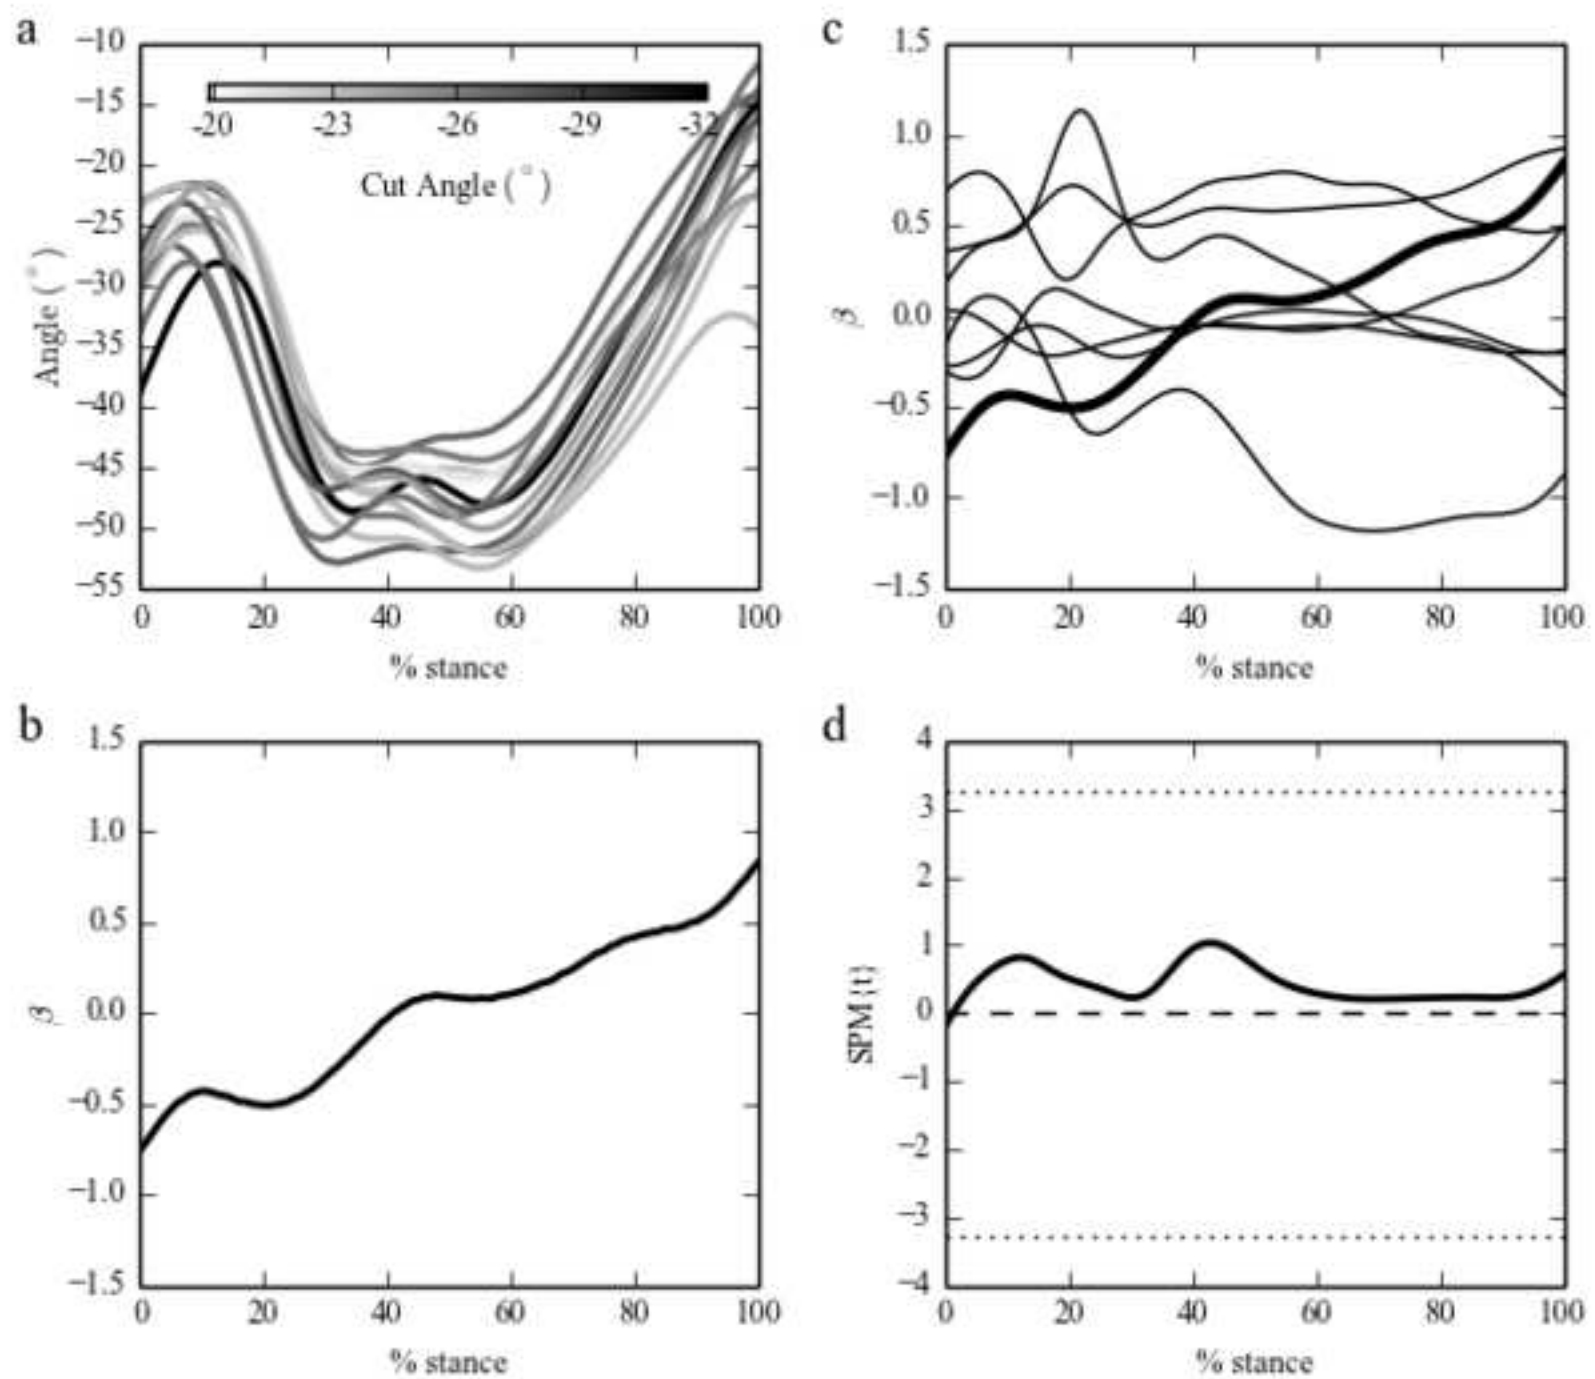 a
−10
−15
−20
−25
−30
−35
−40
−45
−50
−55
Angle (°)
-20 -23 -26 -29 -32
Cut Angle (°)
0 20 40 60 80 100
% stance
c
1.5
1.0
0.5
0.0
−0.5
−1.0
−1.5
β
0 20 40 60 80 100
% stance
b
1.5
1.0
0.5
0.0
−0.5
−1.0
−1.5
β
0 20 40 60 80 100
% stance
d
4
3
2
1
0
−1
−2
−3
−4
SPM{t}
0 20 40 60 80 100
% stance